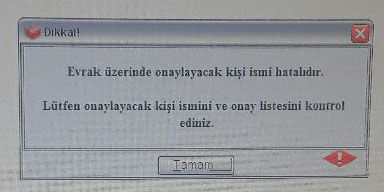 Dikkat!
Evrak üzerinde onaylayacak kişi ismi hatalıdır.
Lütfen onaylayacak kişi ismini ve onay listesini kontrol
ediniz.
Tamam